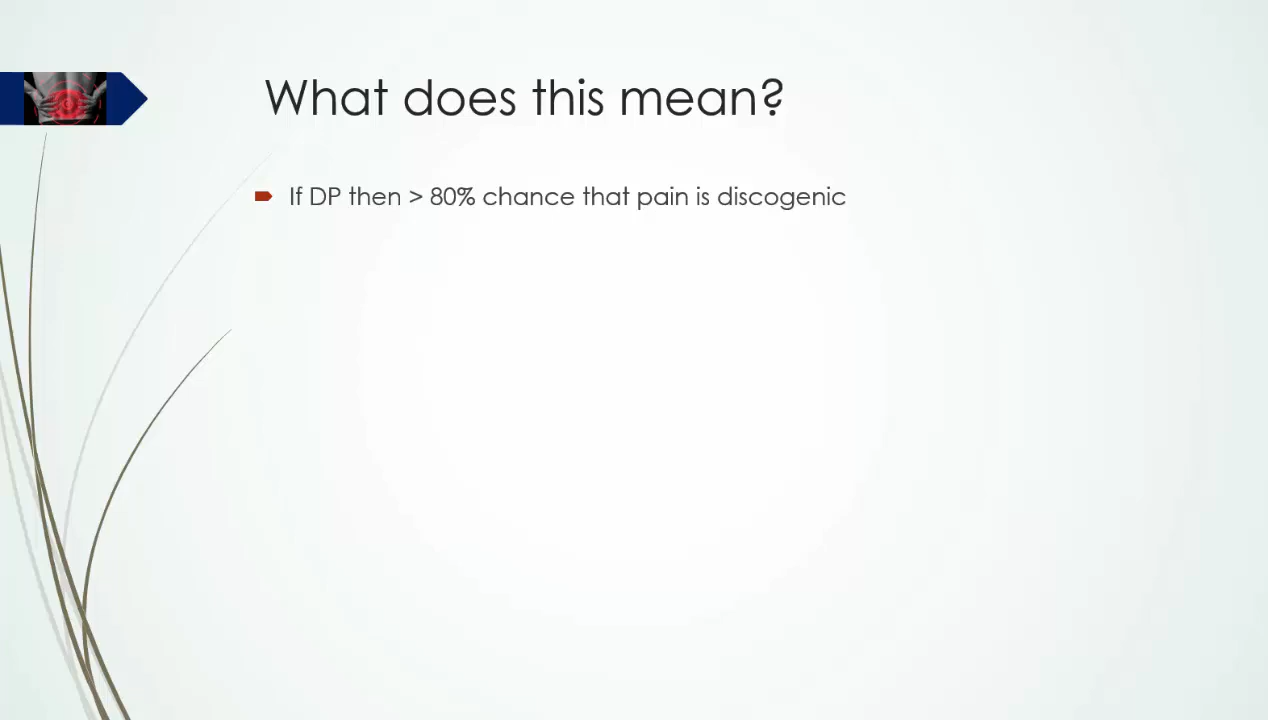 What does this mean?
If DP then > 80% chance that pain is discogenic